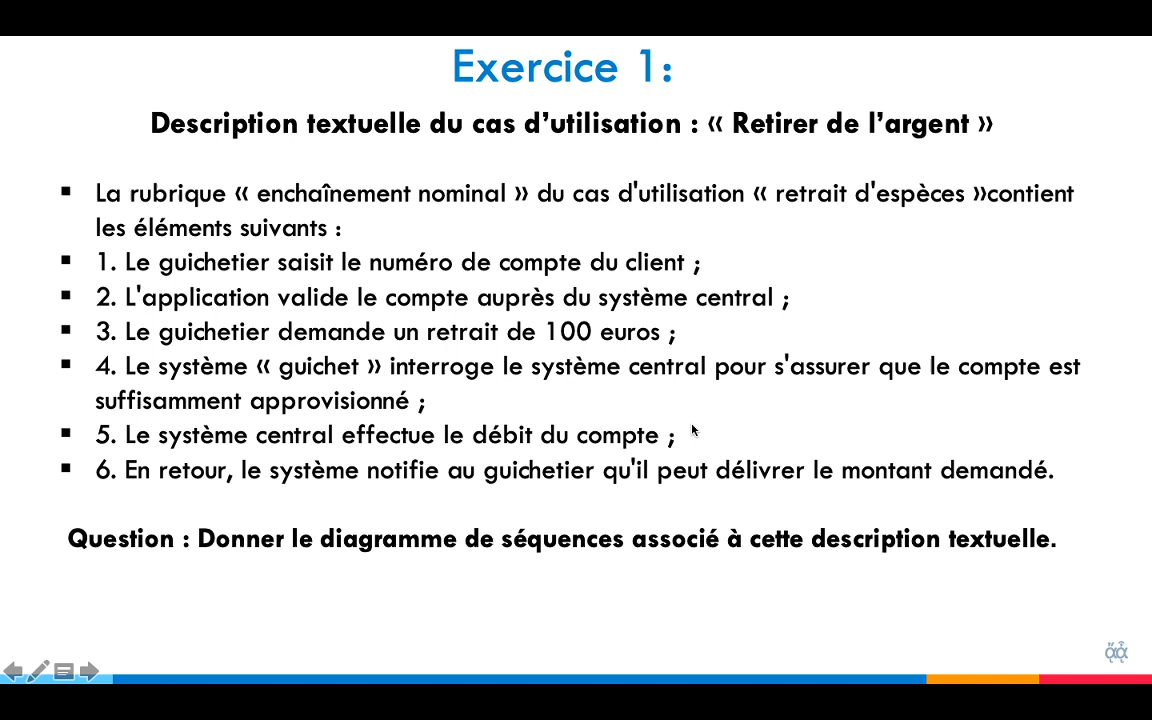 Exercice 1:
Description textuelle du cas d’utilisation : « Retirer de l’argent »
▪ La rubrique « enchaînement nominal » du cas d'utilisation « retrait d'espèces »contient
les éléments suivants :
▪ 1. Le guichetier saisit le numéro de compte du client ;
▪ 2. L'application valide le compte auprès du système central ;
▪ 3. Le guichetier demande un retrait de 100 euros ;
▪ 4. Le système « guichet » interroge le système central pour s'assurer que le compte est
suffisamment approvisionné ;
▪ 5. Le système central effectue le débit du compte ;
▪ 6. En retour, le système notifie au guichetier qu'il peut délivrer le montant demandé.
Question : Donner le diagramme de séquences associé à cette description textuelle.